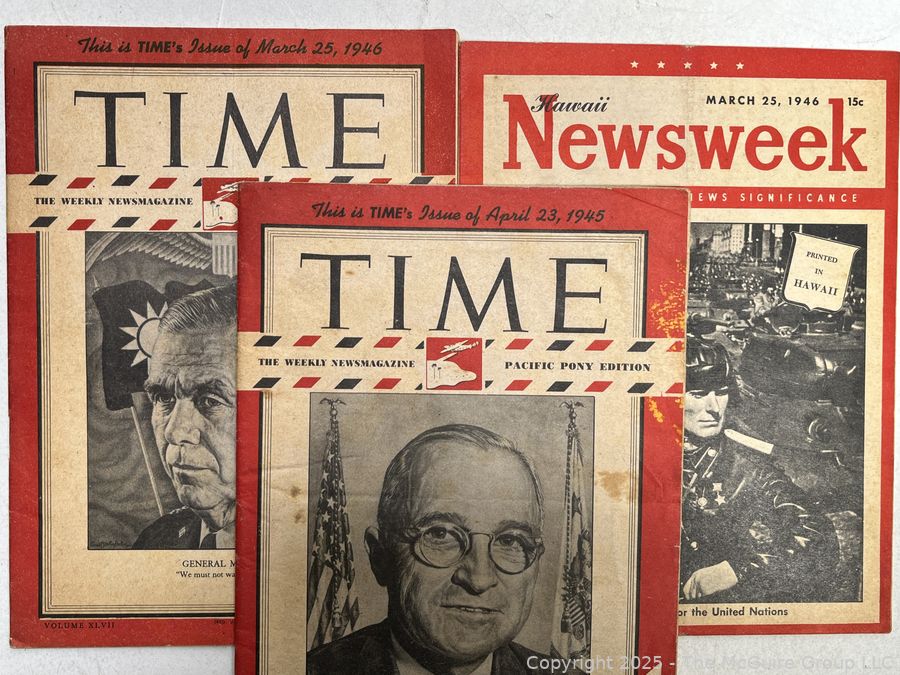 This is TIME's Issue of March 25, 1946
TIME
THE WEEKLY NEWSMAGAZINE
GENERAL M
"We must not wa
VOLUME XLVII
Hawaii
MARCH 25, 1946 15c
Newsweek
EWS SIGNIFICANCE
PRINTED
IN
HAWAII
or the United Nations
This is TIME's Issue of April 23, 1945
TIME
THE WEEKLY NEWSMAGAZINE
PACIFIC PONY EDITION
Copyright 2025 - The McGuire Group LLC